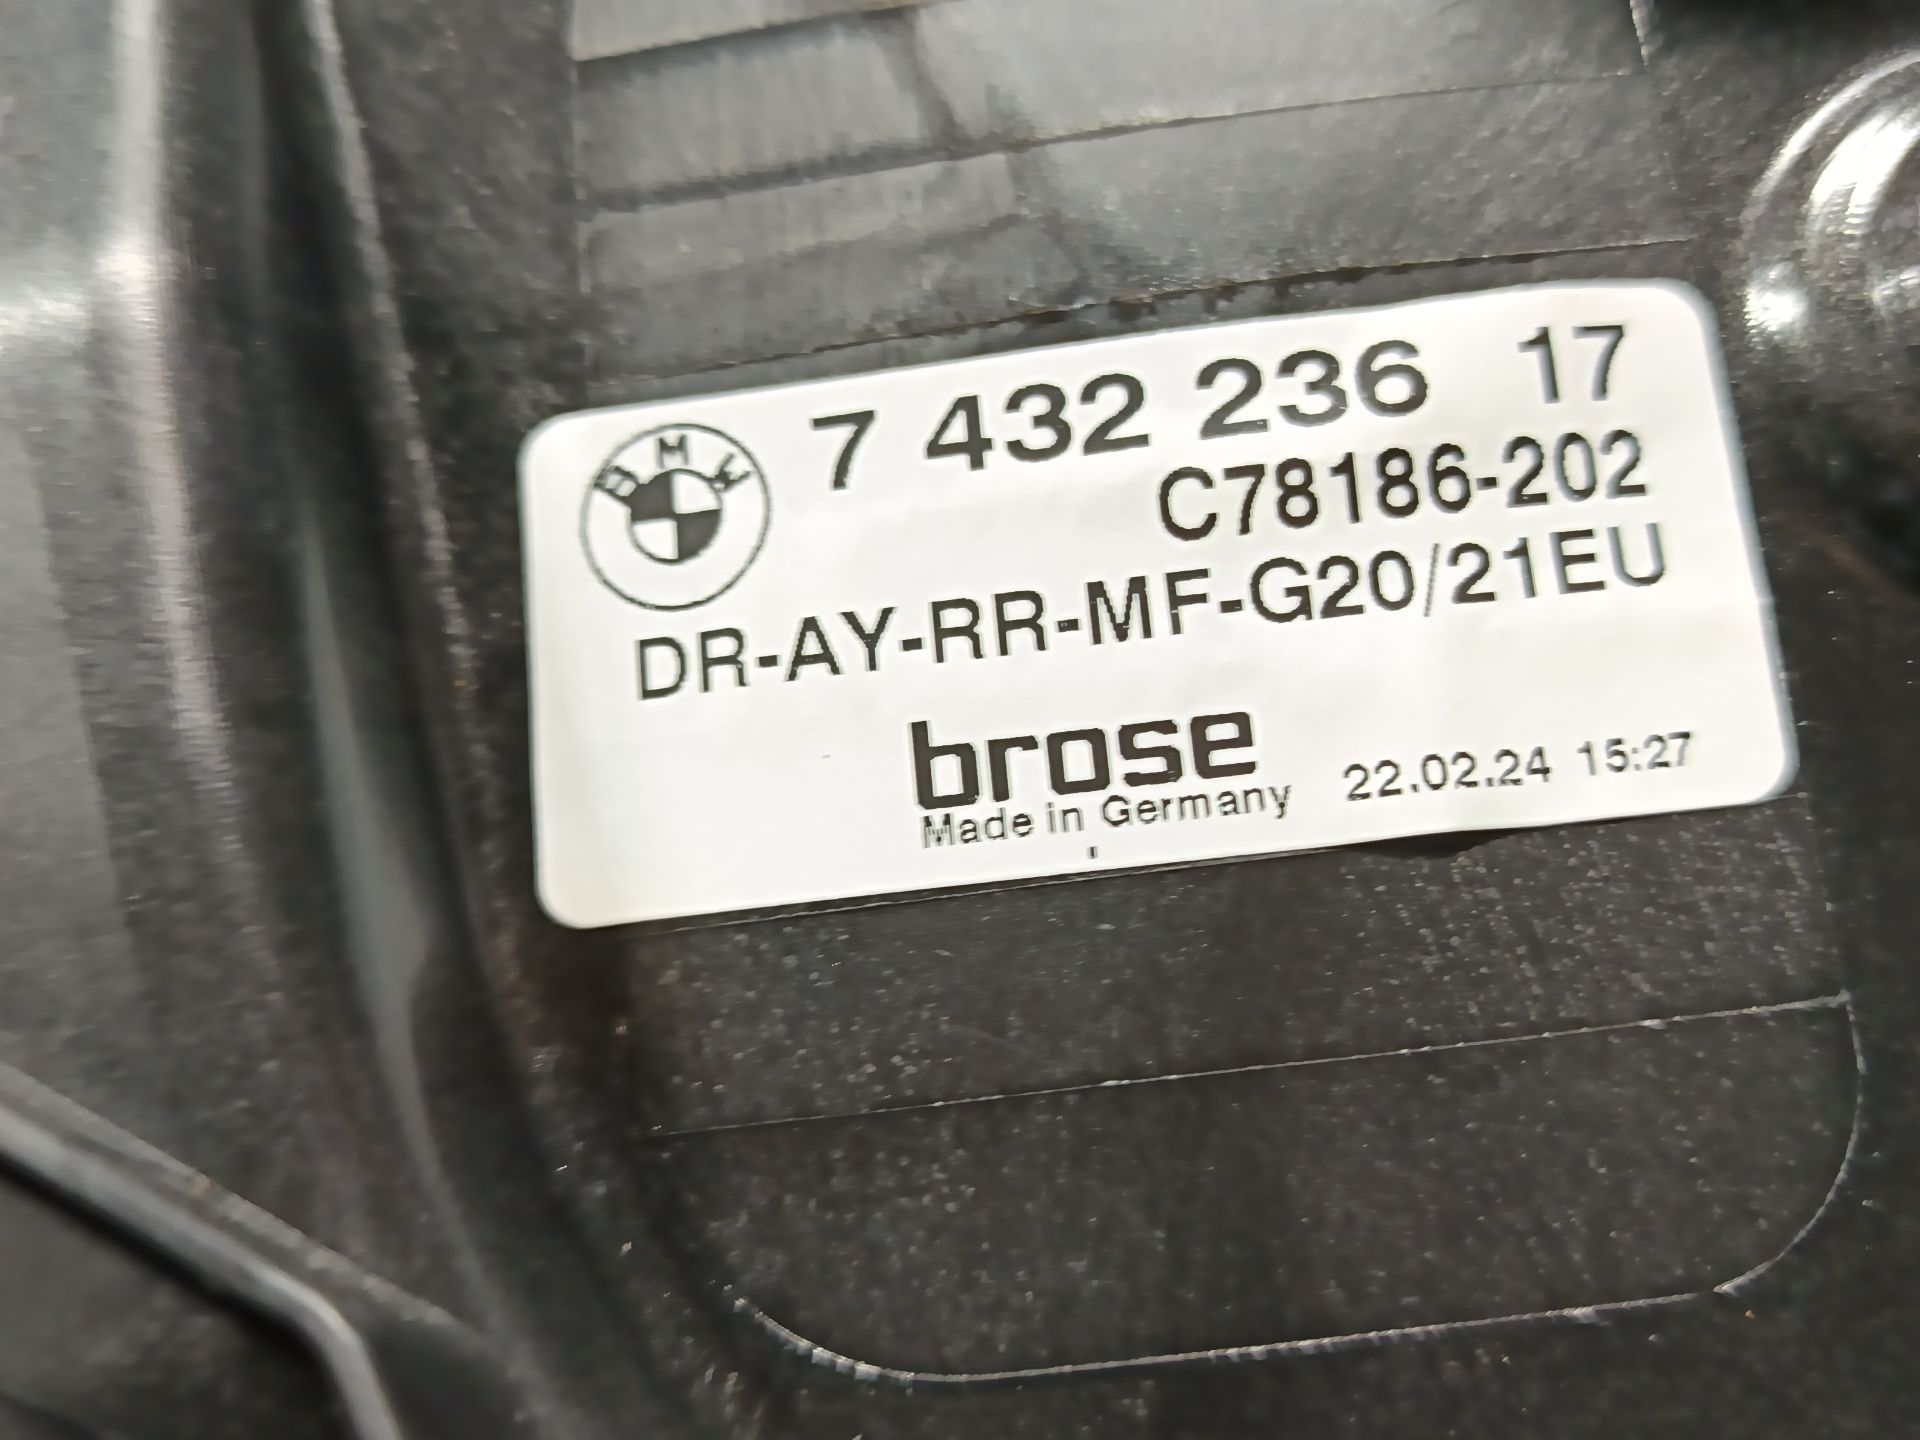 BMW
7 432 236 17
C78186-202
DR-AY-RR-MF-G20/21EU
brose
Made in Germany 22.02.24 15:27